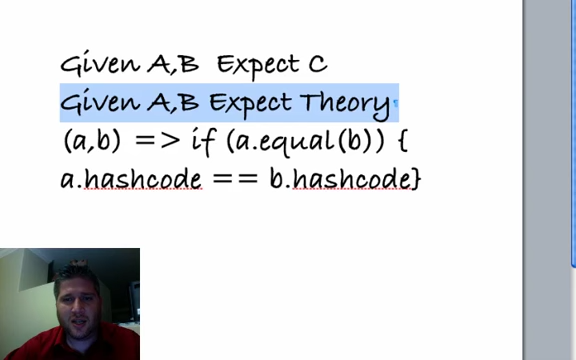 Given A,B Expect C
Given A,B Expect Theory
(a,b) => if (a.equal(b)) {
a.hashcode == b.hashcode}